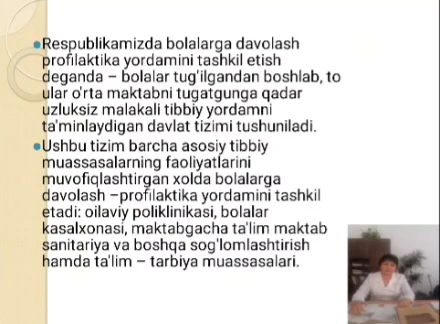 Respublikamizda bolalarga davolash
profilaktika yordamini tashkil etish
deganda – bolalar tug'ilgandan boshlab, to
ular o'rta maktabni tugatgunga qadar
uzluksiz malakali tibbiy yordamni
ta'minlaydigan davlat tizimi tushuniladi.
Ushbu tizim barcha asosiy tibbiy
muassasalarning faoliyatlarini
muvofiqlashtirgan xolda bolalarga
davolash –profilaktika yordamini tashkil
etadi: oilaviy poliklinikasi, bolalar
kasalxonasi, maktabgacha ta'lim maktab
sanitariya va boshqa sog'lomlashtirish
hamda ta'lim – tarbiya muassasalari.